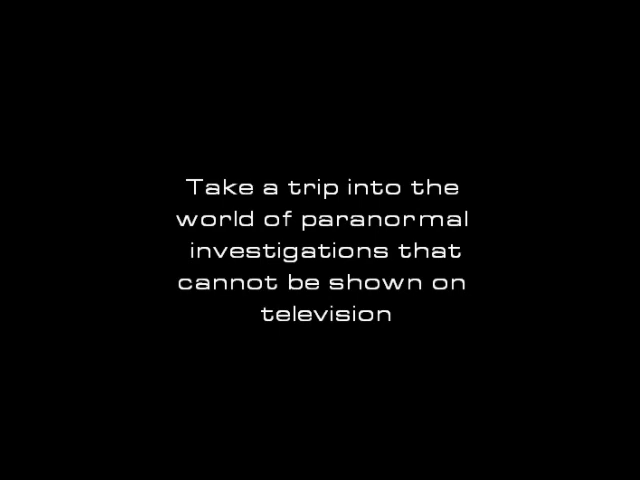 Take a trip into the
world of paranormal
investigations that
cannot be shown on
television